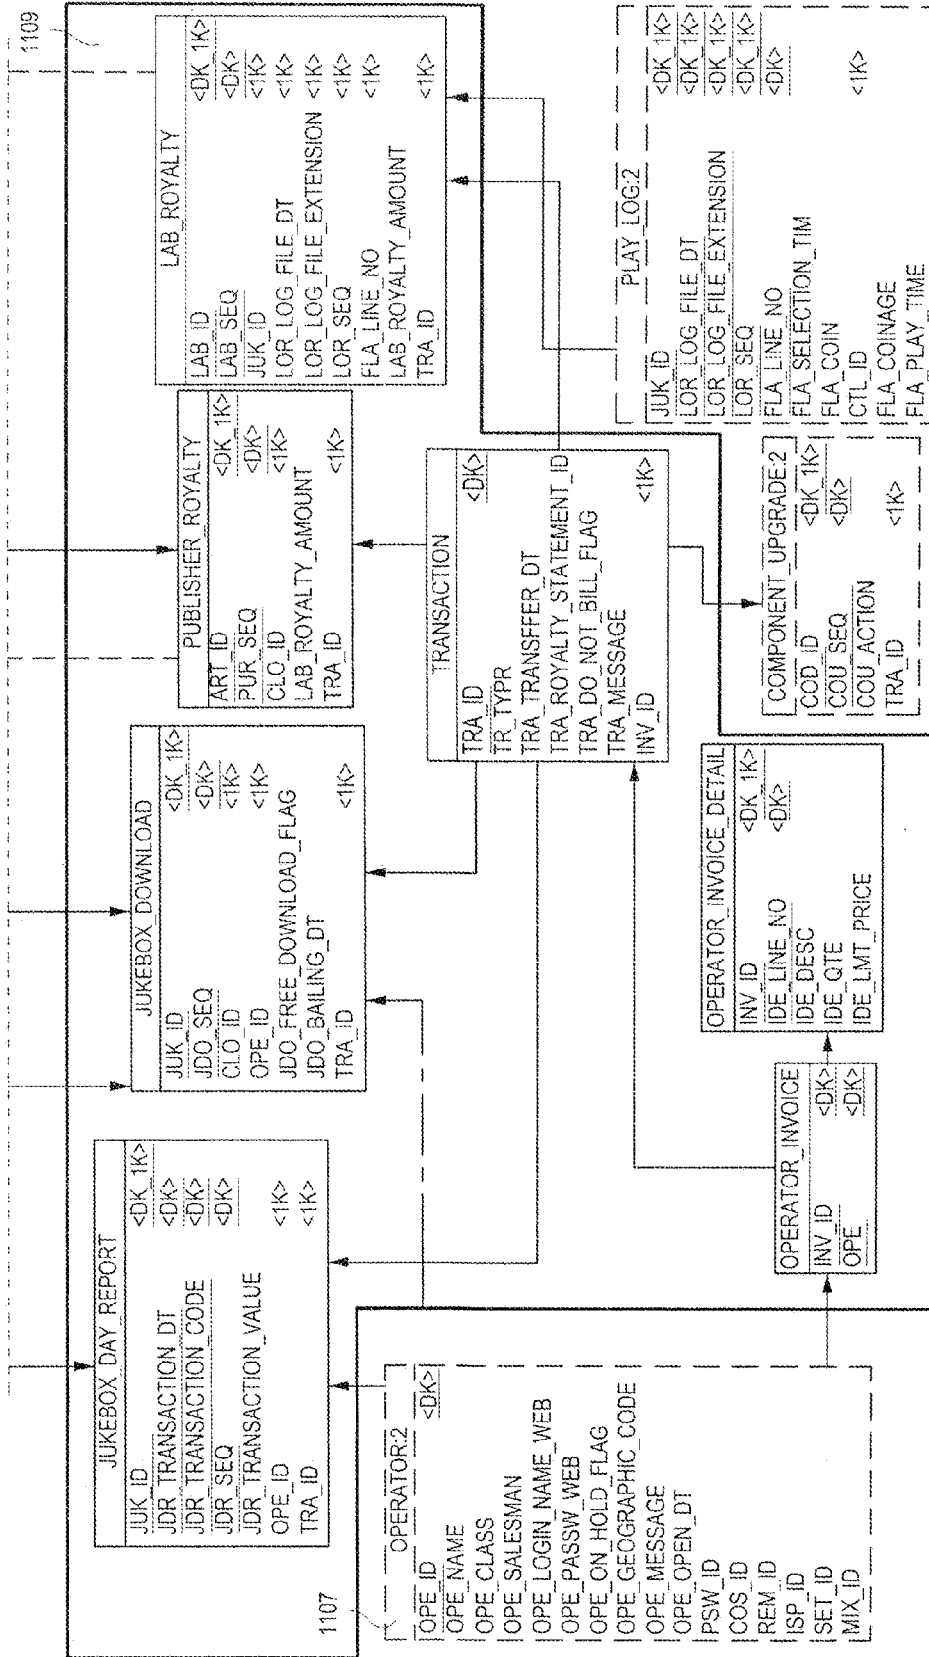 1109
JUKEBOX_DAY_REPORT
JUK_ID <DK_1K>
JDR_TRANSACTION_DT <DK>
JDR_TRANSACTION_CODE <DK>
JDR_SEQ <DK>
JDR_TRANSACTION_VALUE
OPE_ID <1K>
TRA_ID <1K>
JUKEBOX_DOWNLOAD
JUK_ID <DK_1K>
JDO_SEQ <DK>
CLO_ID <1K>
OPE_ID <1K>
JDO_FREE_DOWNLOAD_FLAG
JDO_BAILING_DT
TRA_ID <1K>
PUBLISHER_ROYALTY
ART_ID <DK_1K>
PUR_SEQ <DK>
CLO_ID <1K>
LAB_ROYALTY_AMOUNT
TRA_ID <1K>
LAB_ROYALTY
LAB_ID <DK_1K>
LAB_SEQ <DK>
JUK_ID <1K>
LOR_LOG_FILE_DT <1K>
LOR_LOG_FILE_EXTENSION <1K>
LOR_SEQ <1K>
FLA_LINE_NO <1K>
LAB_ROYALTY_AMOUNT
TRA_ID <1K>
1107
OPERATOR:2
OPE_ID <DK>
OPE_NAME
OPE_CLASS
OPE_SALESMAN
OPE_LOGIN_NAME_WEB
OPE_PASSW_WEB
OPE_ON_HOLD_FLAG
OPE_GEOGRAPHIC_CODE
OPE_MESSAGE
OPE_OPEN_DT
PSW_ID
COS_ID
REM_ID
ISP_ID
SET_ID
MIX_ID
TRANSACTION
TRA_ID <DK>
TR_TYPR
TRA_TRANSFER_DT
TRA_ROYALTY_STATEMENT_ID
TRA_DO_NOT_BILL_FLAG
TRA_MESSAGE
INV_ID <1K>
OPERATOR_INVOICE
INV_ID <DK>
OPE <DK>
OPERATOR_INVOICE_DETAIL
INV_ID <DK_1K>
IDE_LINE_NO <DK>
IDE_DESC
IDE_QTE
IDE_LMT_PRICE
COMPONENT_UPGRADE:2
COD_ID <DK_1K>
COU_SEQ <DK>
COU_ACTION
TRA_ID <1K>
PLAY_LOG:2
JUK_ID <DK_1K>
LOR_LOG_FILE_DT <DK_1K>
LOR_LOG_FILE_EXTENSION <DK_1K>
LOR_SEQ <DK_1K>
FLA_LINE_NO <DK>
FLA_SELECTION_TIM
FLA_COIN
CTL_ID <1K>
FLA_COINAGE
FLA_PLAY_TIME